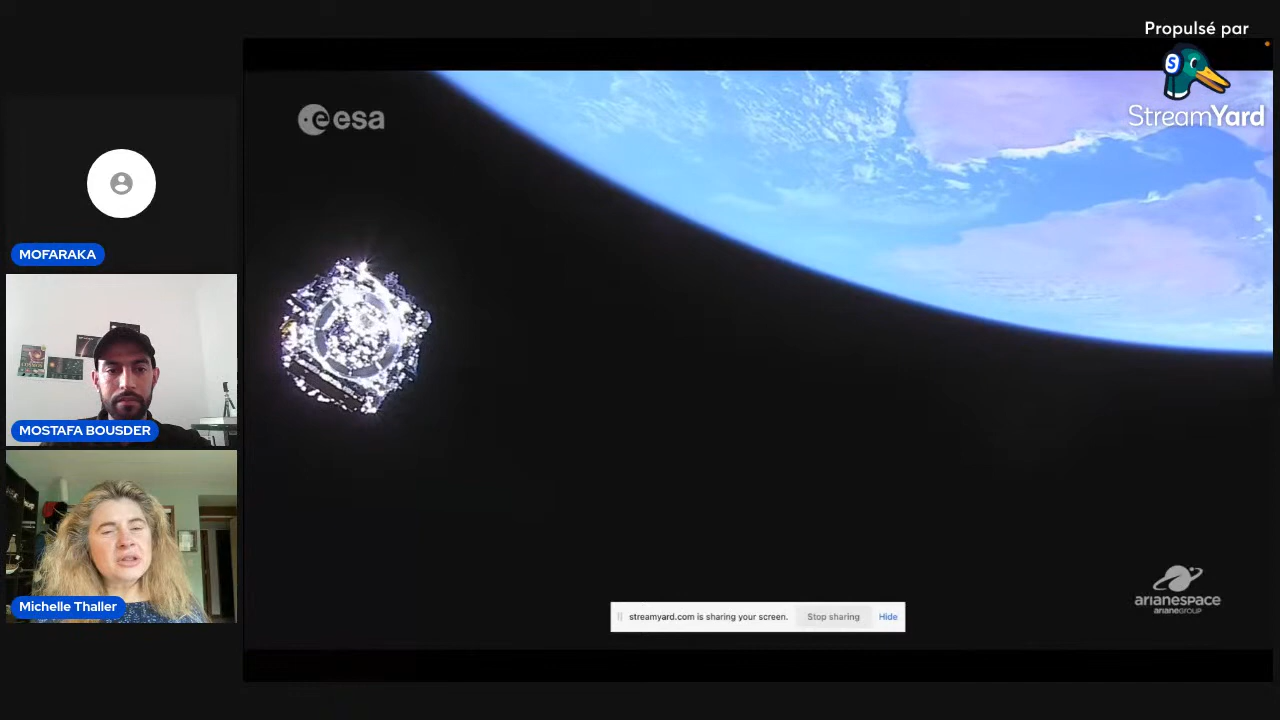 Propulsé par
S
StreamYard
esa
MOFARAKA
MOSTAFA BOUSDER
Michelle Thaller
arianespace
arianeGROUP
streamyard.com is sharing your screen.
Stop sharing
Hide